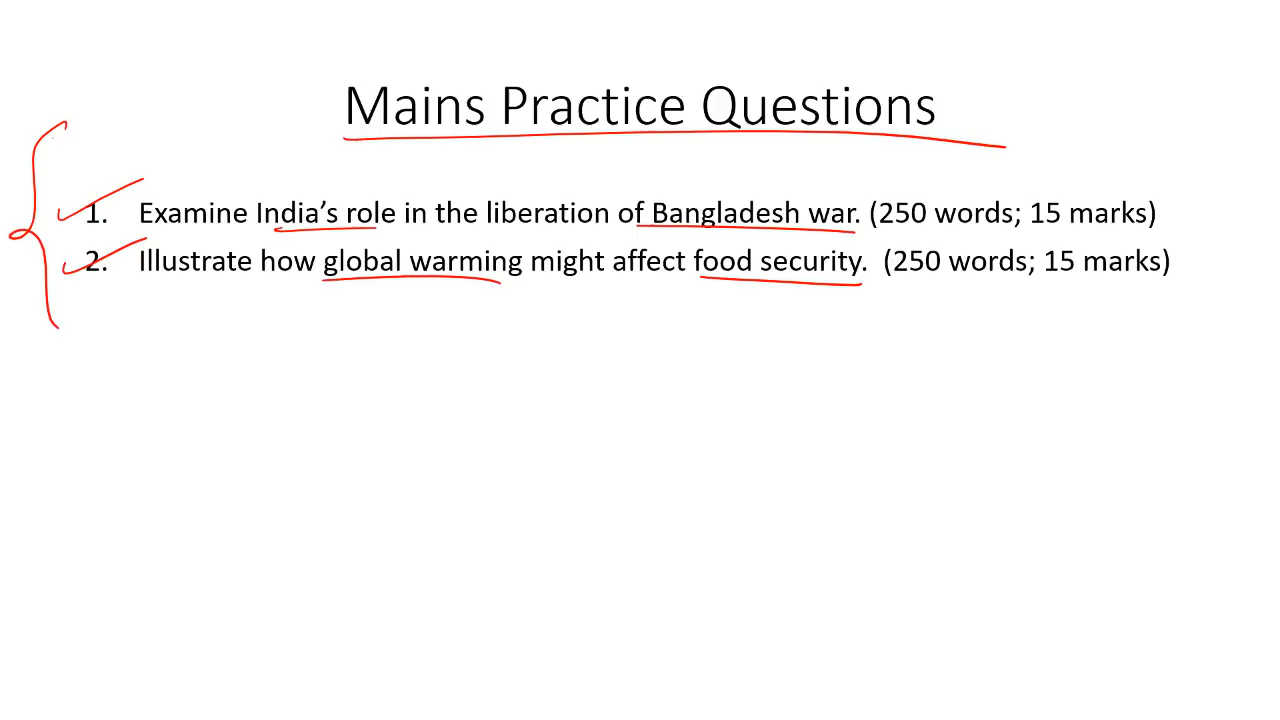 Mains Practice Questions
1. Examine India’s role in the liberation of Bangladesh war. (250 words; 15 marks)
2. Illustrate how global warming might affect food security. (250 words; 15 marks)